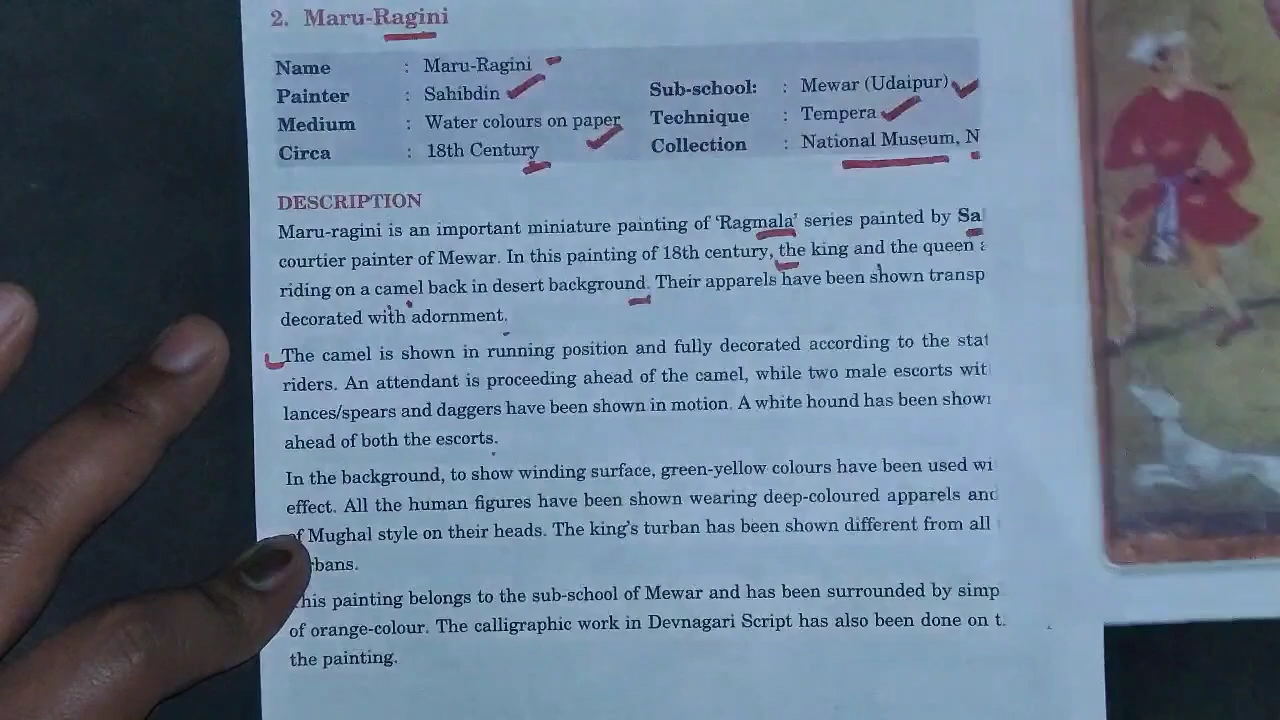 2. Maru-Ragini
Name : Maru-Ragini
Painter : Sahibdin
Medium : Water colours on paper
Circa : 18th Century
Sub-school: : Mewar (Udaipur)
Technique : Tempera
Collection : National Museum, N
DESCRIPTION
Maru-ragini is an important miniature painting of ‘Ragmala’ series painted by Sa
courtier painter of Mewar. In this painting of 18th century, the king and the queen
riding on a camel back in desert background. Their apparels have been shown transp
decorated with adornment.
The camel is shown in running position and fully decorated according to the stat
riders. An attendant is proceeding ahead of the camel, while two male escorts wit
lances/spears and daggers have been shown in motion. A white hound has been show
ahead of both the escorts.
In the background, to show winding surface, green-yellow colours have been used wi
effect. All the human figures have been shown wearing deep-coloured apparels and
of Mughal style on their heads. The king's turban has been shown different from all
rbans.
his painting belongs to the sub-school of Mewar and has been surrounded by simp
of orange-colour. The calligraphic work in Devnagari Script has also been done on t
the painting.